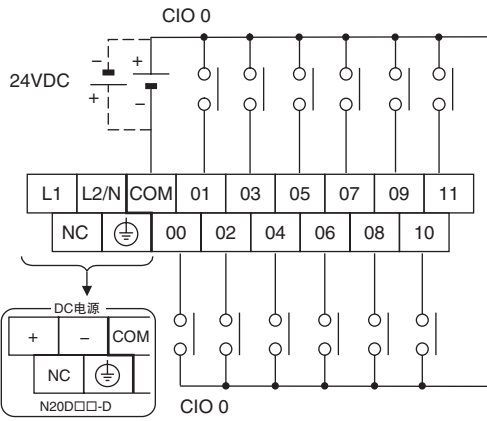 CIO 0
24VDC
– +
+ –
L1 L2/N COM 01 03 05 07 09 11
NC 00 02 04 06 08 10
DC电源
+ – COM
NC
N20D□□-D
CIO 0